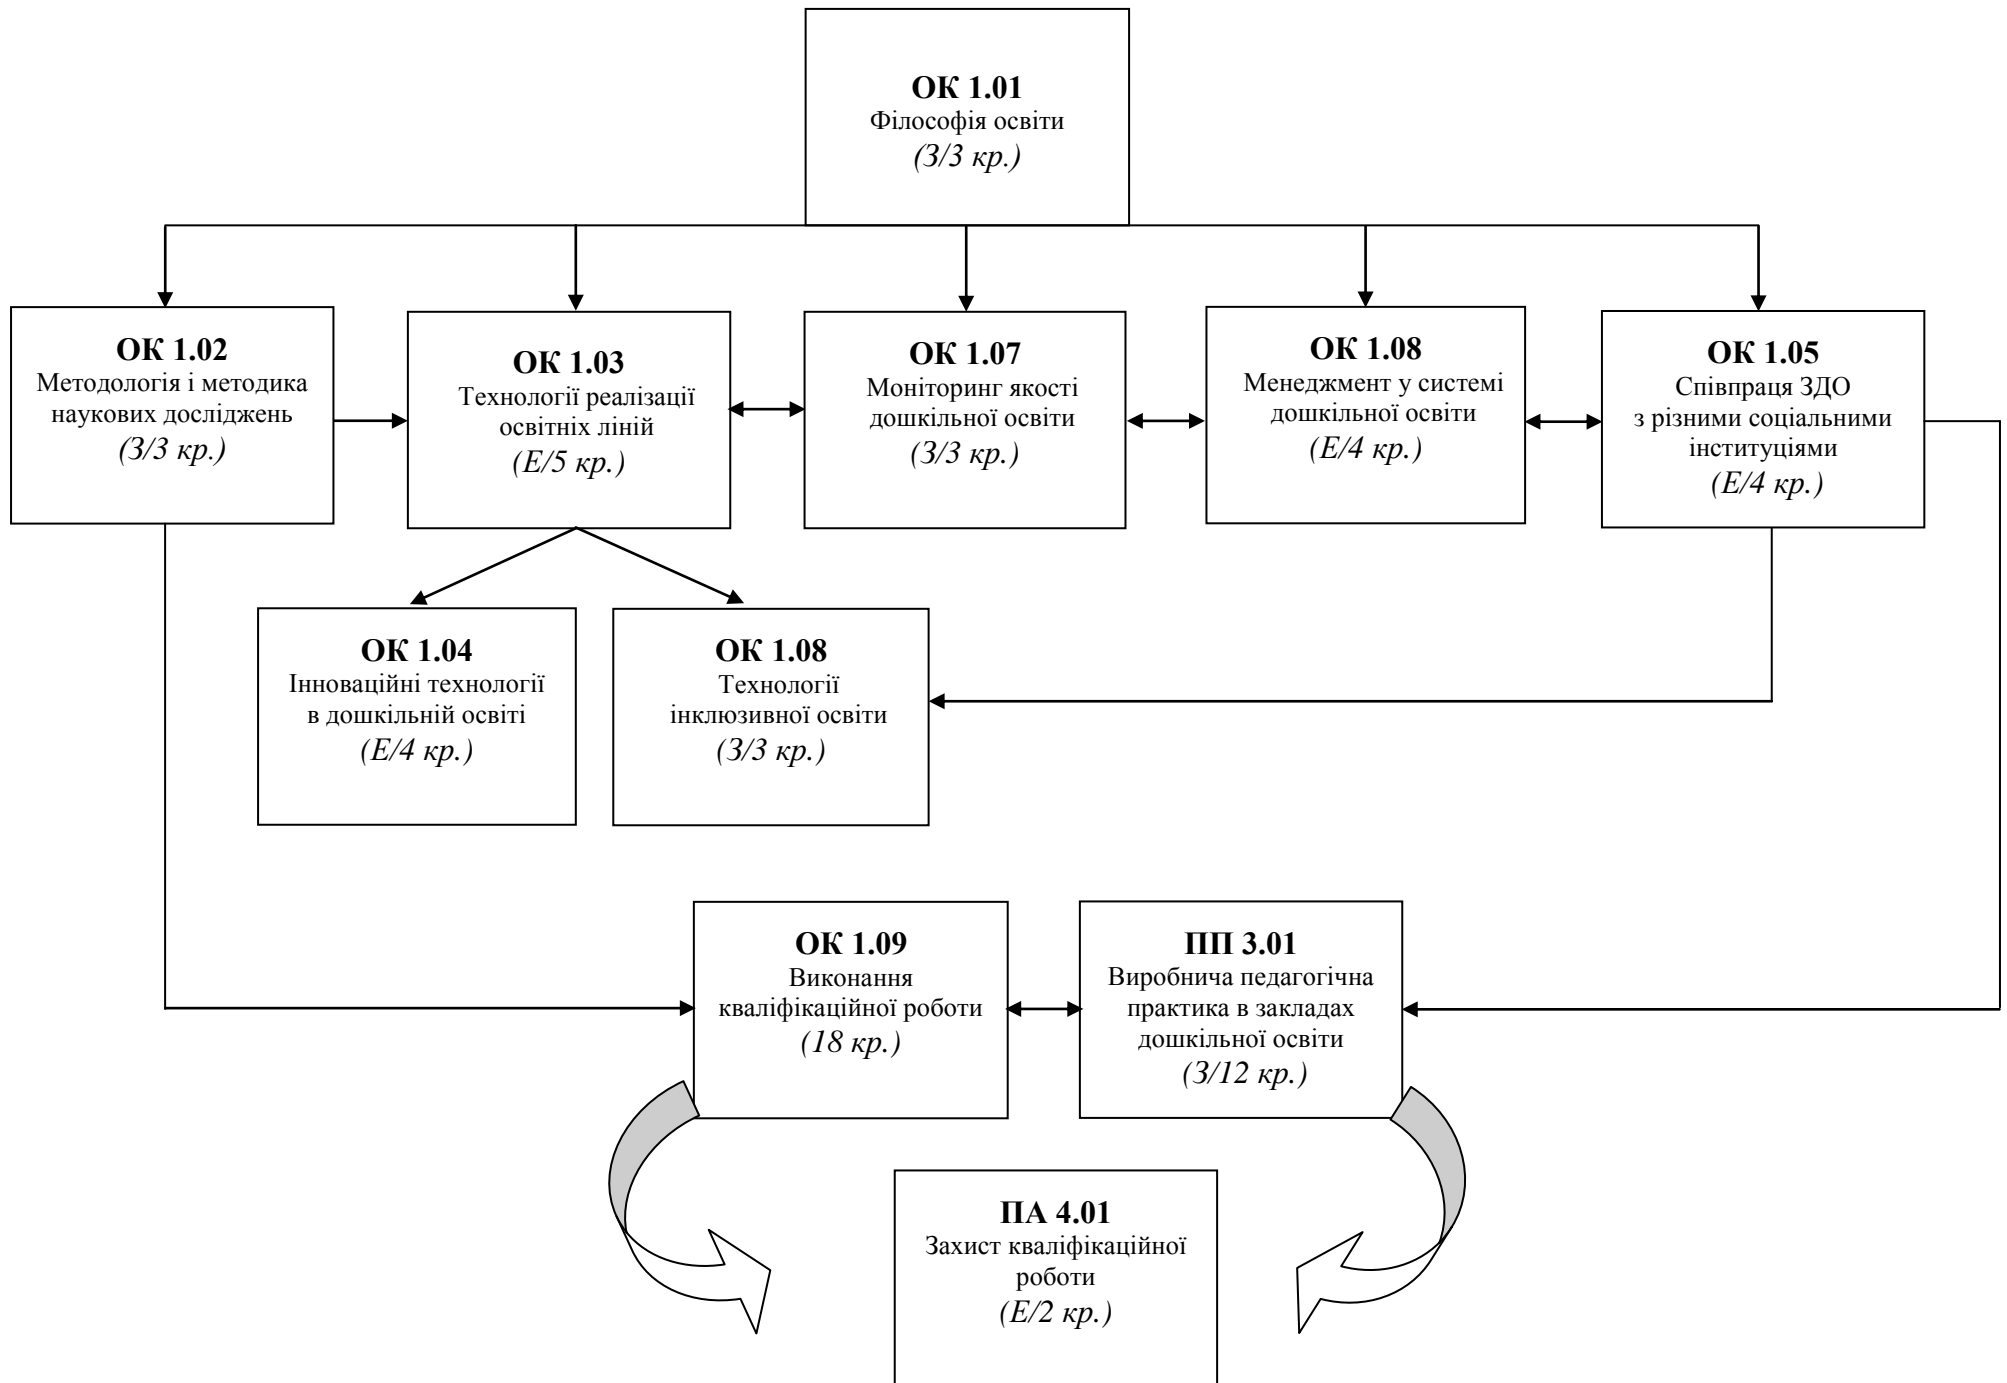 ОК 1.01
Філософія освіти
(З/3 кр.)
ОК 1.02
Методологія і методика
наукових досліджень
(З/3 кр.)
ОК 1.03
Технології реалізації
освітніх ліній
(Е/5 кр.)
ОК 1.07
Моніторинг якості
дошкільної освіти
(З/3 кр.)
ОК 1.08
Менеджмент у системі
дошкільної освіти
(Е/4 кр.)
ОК 1.05
Співпраця ЗДО
з різними соціальними
інституціями
(Е/4 кр.)
ОК 1.04
Інноваційні технології
в дошкільній освіті
(Е/4 кр.)
ОК 1.08
Технології
інклюзивної освіти
(З/3 кр.)
ОК 1.09
Виконання
кваліфікаційної роботи
(18 кр.)
ПП 3.01
Виробнича педагогічна
практика в закладах
дошкільної освіти
(З/12 кр.)
ПА 4.01
Захист кваліфікаційної
роботи
(Е/2 кр.)